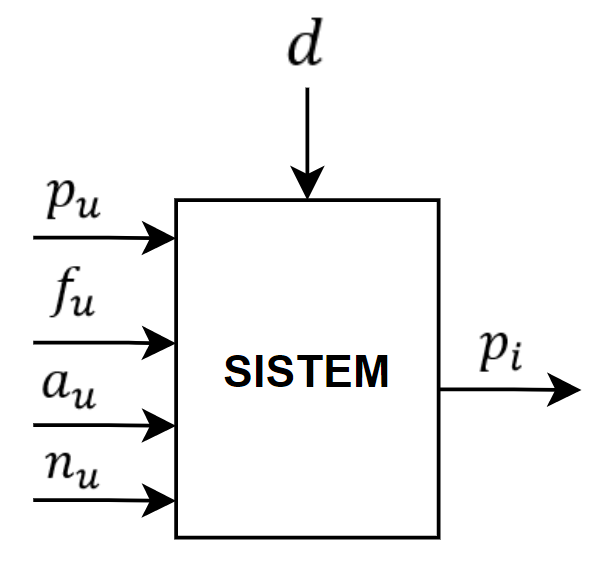 d
p_u
f_u
a_u
n_u
SISTEM
p_i